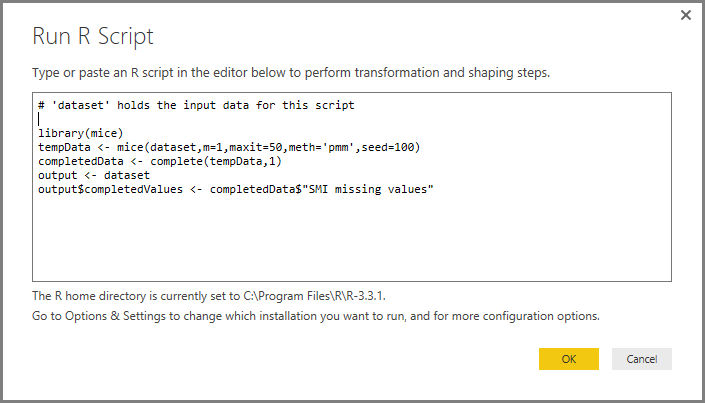 Run R Script
Type or paste an R script in the editor below to perform transformation and shaping steps.
# 'dataset' holds the input data for this script
library(mice)
tempData <- mice(dataset,m=1,maxit=50,meth='pmm',seed=100)
completedData <- complete(tempData,1)
output <- dataset
output$completedValues <- completedData$"SMI missing values"
The R home directory is currently set to C:\Program Files\R\R-3.3.1.
Go to Options & Settings to change which installation you want to run, and for more configuration options.
OK
Cancel